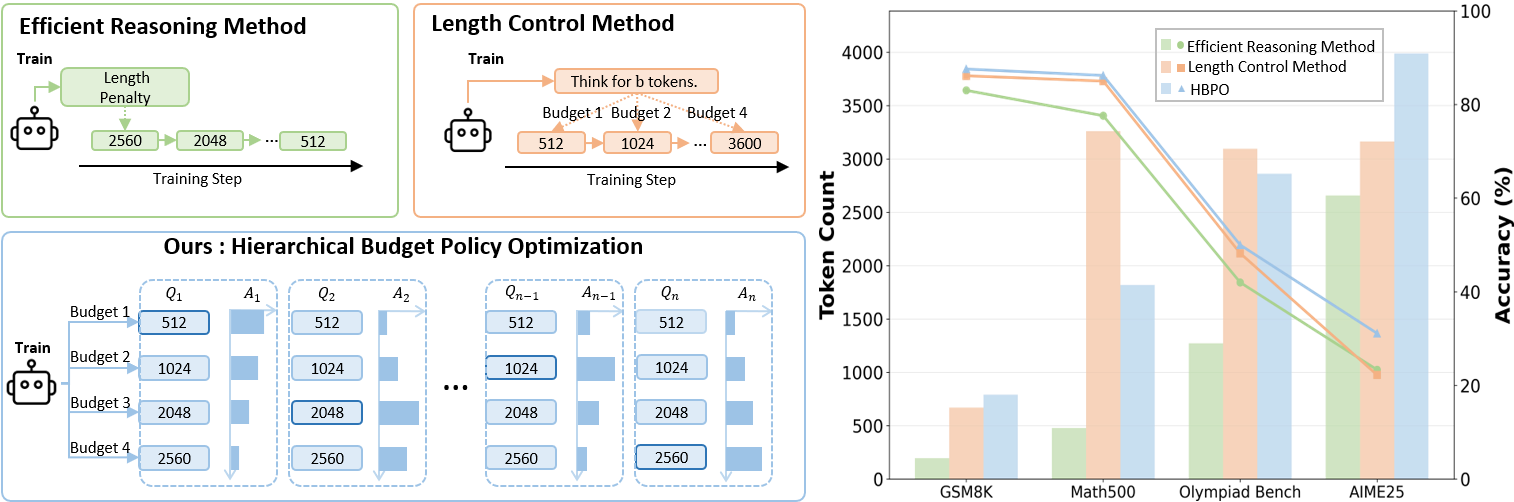 Efficient Reasoning Method
Train
Length
Penalty
2560 2048 ... 512
Training Step
Length Control Method
Train
Think for b tokens.
Budget 1 Budget 2 Budget 4
512 1024 ... 3600
Training Step
Ours : Hierarchical Budget Policy Optimization
Q1 A1 Q2 A2 Qn−1 An−1 Qn An
Train
Budget 1 512 512 512 512
Budget 2 1024 1024 1024 1024
...
Budget 3 2048 2048 2048 2048
Budget 4 2560 2560 2560 2560
Token Count
4000
3500
3000
2500
2000
1500
1000
500
0
Efficient Reasoning Method
Length Control Method
HBPO
GSM8K Math500 Olympiad Bench AIME25
100
80
60
40
20
0
Accuracy (%)